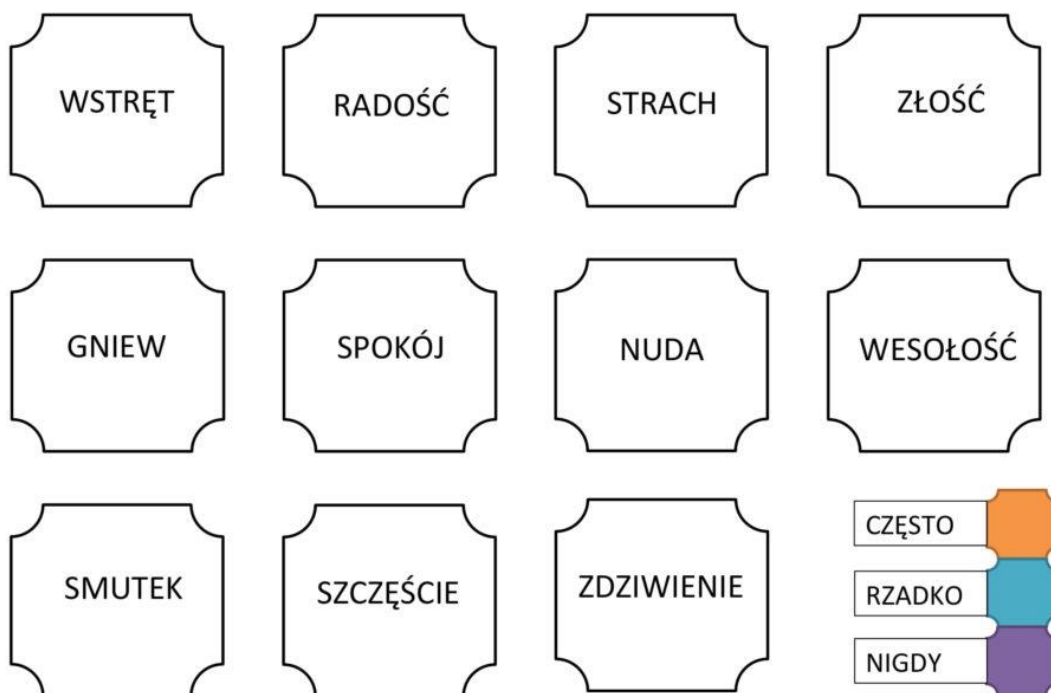 WSTRĘT
RADOŚĆ
STRACH
ZŁOŚĆ
GNIEW
SPOKÓJ
NUDA
WESOŁOŚĆ
SMUTEK
SZCZĘŚCIE
ZDZIWIENIE
CZĘSTO
RZADKO
NIGDY